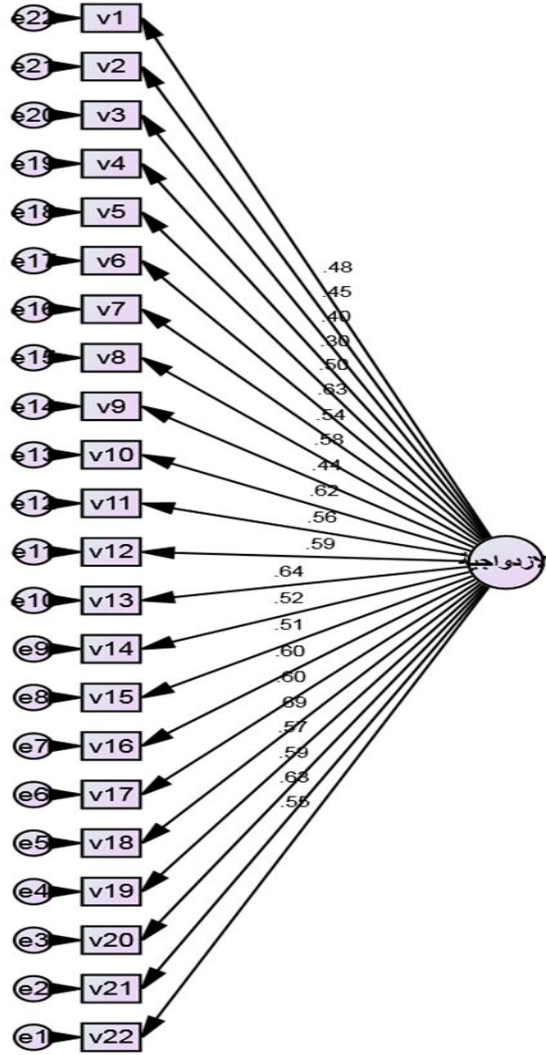 e22 v1
e21 v2
e20 v3
e19 v4
e18 v5
e17 v6
e16 v7
e15 v8
e14 v9
e13 v10
e12 v11
e11 v12
e10 v13
e9 v14
e8 v15
e7 v16
e6 v17
e5 v18
e4 v19
e3 v20
e2 v21
e1 v22
.48
.45
.40
.30
.50
.63
.54
.58
.44
.62
.56
.59
.64
.52
.51
.60
.60
.69
.57
.59
.63
.55